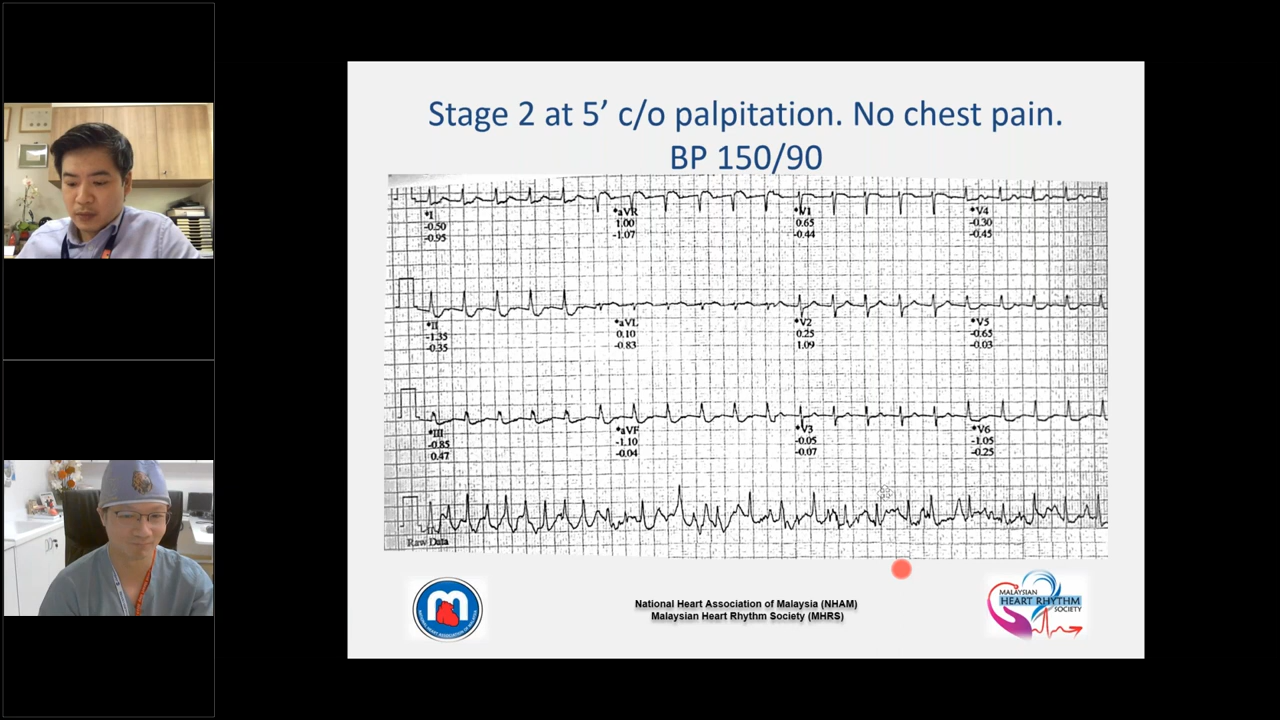 Stage 2 at 5’ c/o palpitation. No chest pain.
BP 150/90
*I
-0.50
-0.95
*aVR
1.00
-1.07
*V1
0.65
-0.44
*V4
-0.30
-0.45
*II
-1.35
-0.35
*aVL
0.10
-0.83
*V2
0.25
1.09
*V5
-0.65
-0.03
*III
-0.85
0.47
*aVF
-1.10
-0.04
*V3
-0.05
-0.07
*V6
-1.05
-0.25
Raw Data
National Heart Association of Malaysia (NHAM)
Malaysian Heart Rhythm Society (MHRS)
MALAYSIAN
HEART RHYTHM
SOCIETY